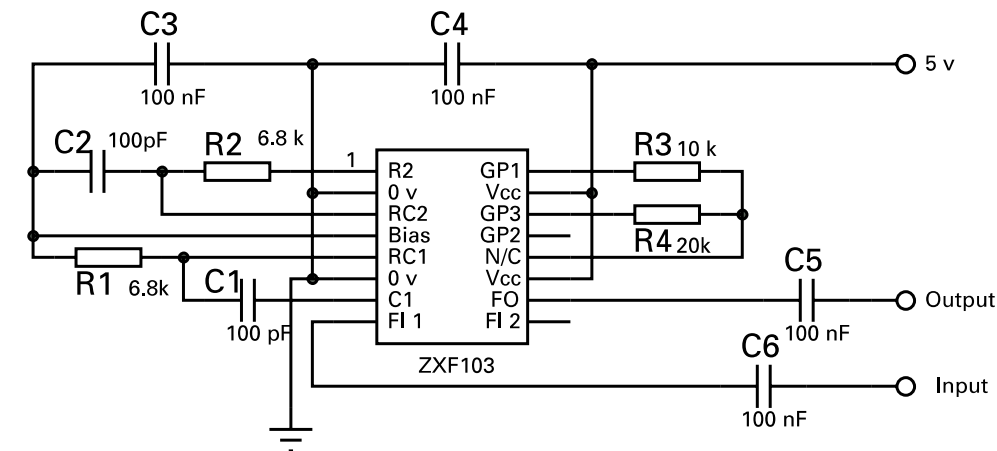 C3
C4
5 v
100 nF
100 nF
C2
100pF
R2
6.8 k
R3
10 k
1
R2
GP1
0 v
Vcc
RC2
GP3
Bias
GP2
R4
20k
RC1
N/C
R1
6.8k
C1
0 v
Vcc
C5
C1
FO
Output
100 pF
FI 1
FI 2
100 nF
C6
ZXF103
Input
100 nF